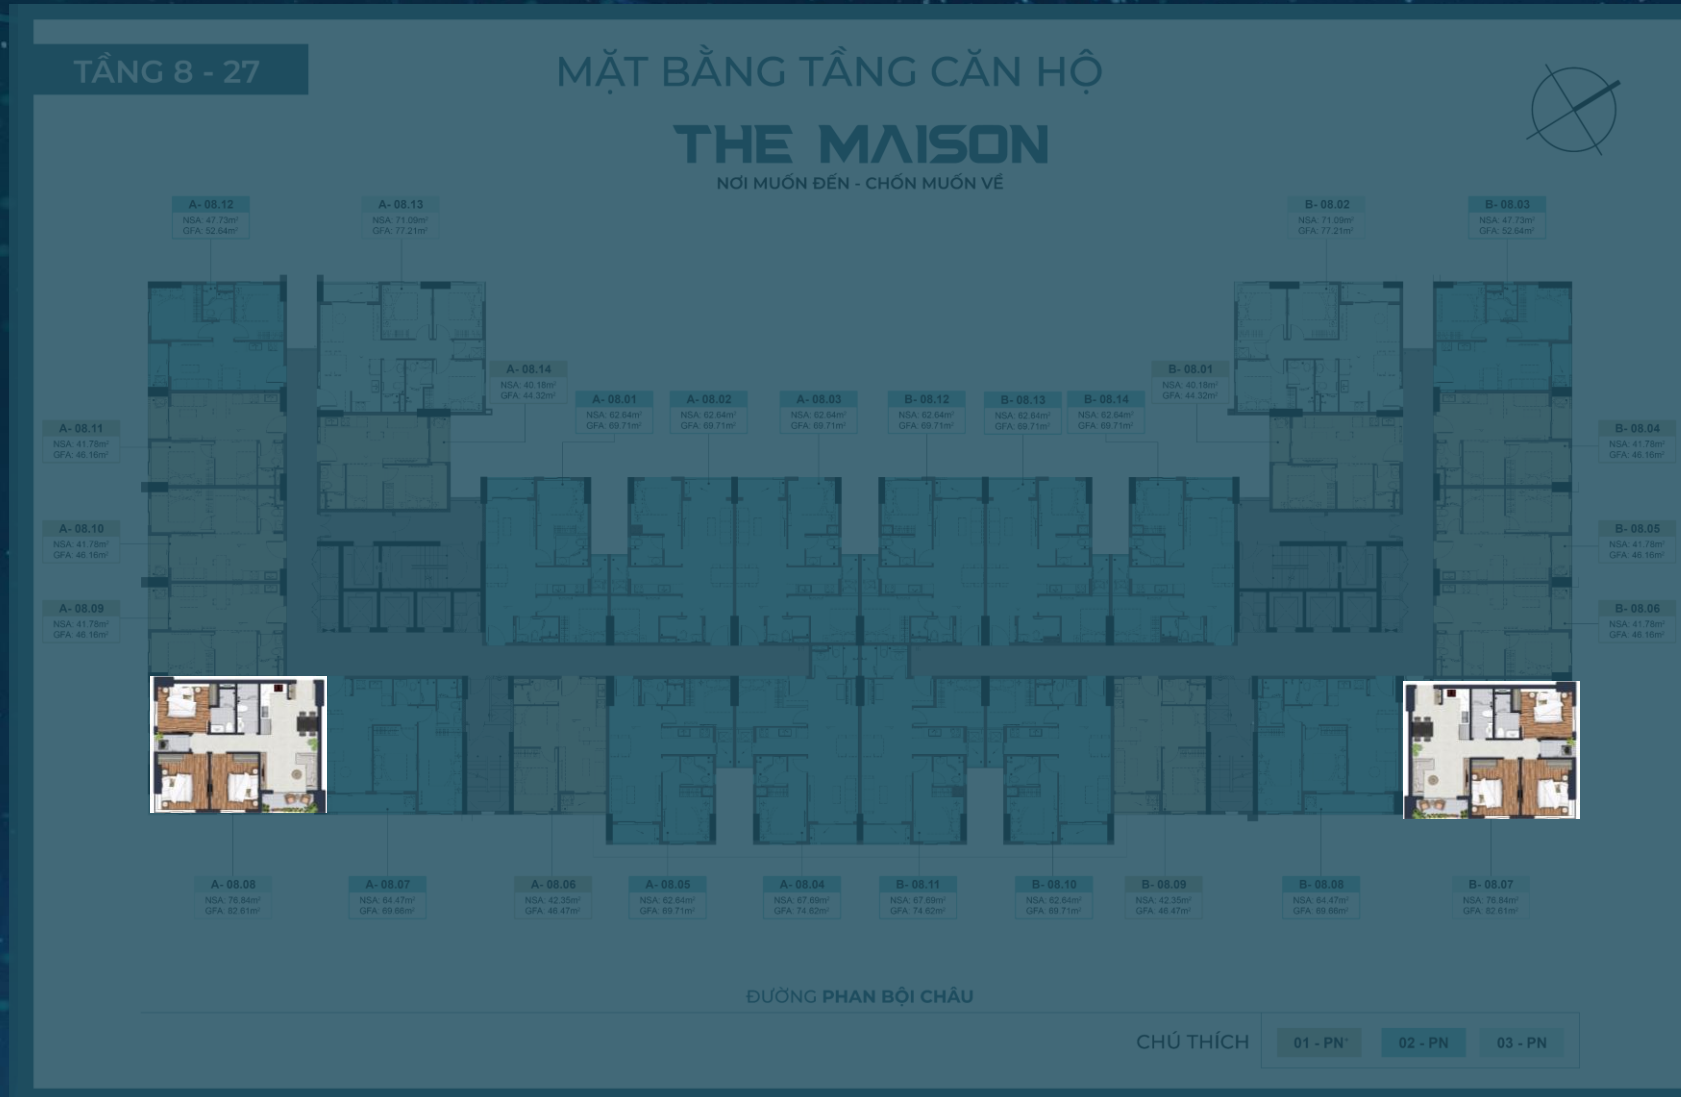 TẦNG 8 - 27
MẶT BẰNG TẦNG CĂN HỘ
THE MAISON
NƠI MUỐN ĐẾN - CHỐN MUỐN VỀ
A- 08.12
NSA: 47.73m²
GFA: 52.64m²
A- 08.13
NSA: 71.09m²
GFA: 77.21m²
B- 08.02
NSA: 71.09m²
GFA: 77.21m²
B- 08.03
NSA: 47.73m²
GFA: 52.64m²
A- 08.14
NSA: 40.18m²
GFA: 44.32m²
B- 08.01
NSA: 40.18m²
GFA: 44.32m²
A- 08.01
NSA: 62.64m²
GFA: 69.71m²
A- 08.02
NSA: 62.64m²
GFA: 69.71m²
A- 08.03
NSA: 62.64m²
GFA: 69.71m²
B- 08.12
NSA: 62.64m²
GFA: 69.71m²
B- 08.13
NSA: 62.64m²
GFA: 69.71m²
B- 08.14
NSA: 62.64m²
GFA: 69.71m²
A- 08.11
NSA: 41.78m²
GFA: 46.16m²
B- 08.04
NSA: 41.78m²
GFA: 46.16m²
A- 08.10
NSA: 41.78m²
GFA: 46.16m²
B- 08.05
NSA: 41.78m²
GFA: 46.16m²
A- 08.09
NSA: 41.78m²
GFA: 46.16m²
B- 08.06
NSA: 41.78m²
GFA: 46.16m²
A- 08.08
NSA: 76.84m²
GFA: 82.61m²
A- 08.07
NSA: 64.47m²
GFA: 69.66m²
A- 08.06
NSA: 42.35m²
GFA: 46.47m²
A- 08.05
NSA: 62.64m²
GFA: 69.71m²
A- 08.04
NSA: 67.69m²
GFA: 74.62m²
B- 08.11
NSA: 67.69m²
GFA: 74.62m²
B- 08.10
NSA: 62.64m²
GFA: 69.71m²
B- 08.09
NSA: 42.35m²
GFA: 46.47m²
B- 08.08
NSA: 64.47m²
GFA: 69.66m²
B- 08.07
NSA: 76.84m²
GFA: 82.61m²
ĐƯỜNG PHAN BỘI CHÂU
CHÚ THÍCH
01 - PN⁺
02 - PN
03 - PN